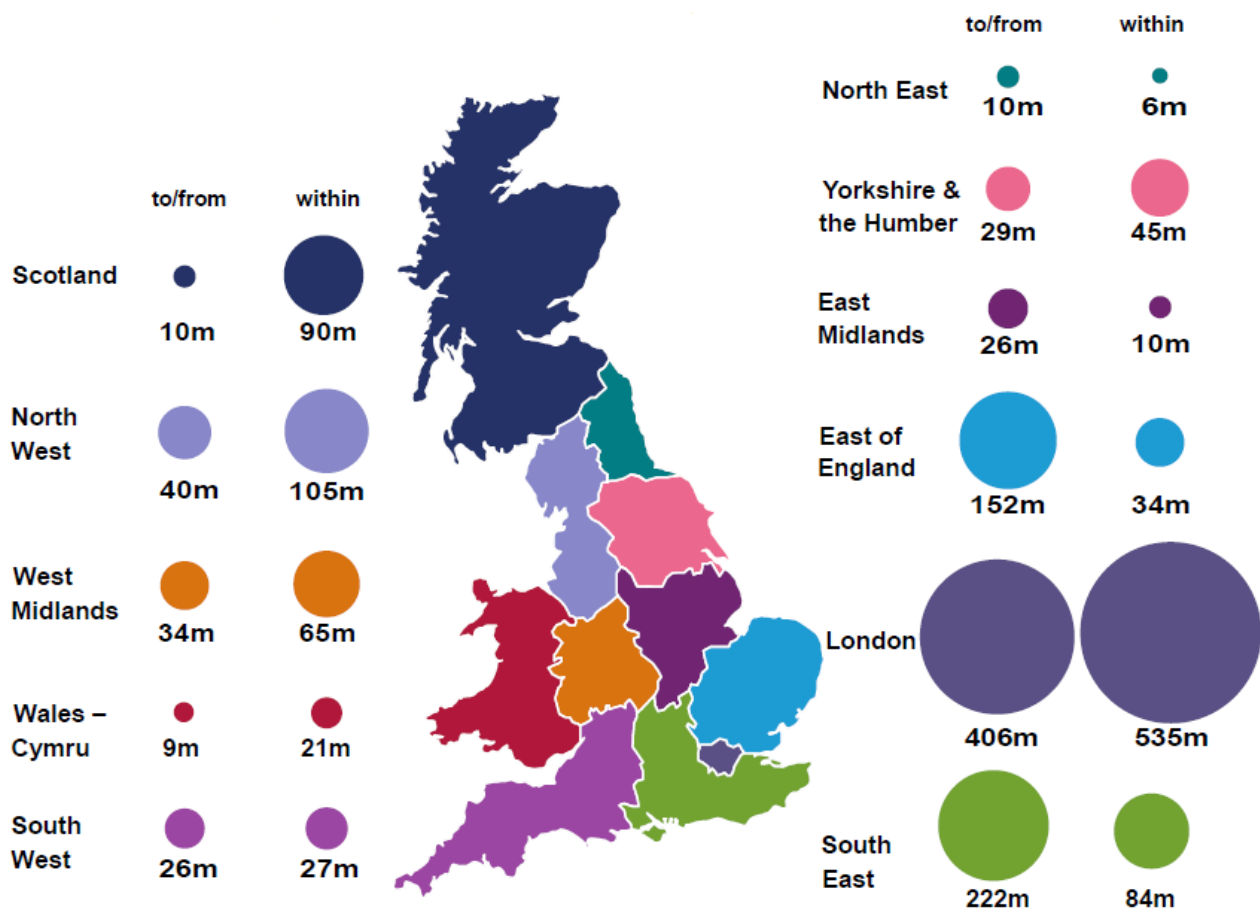 to/from within
Scotland
10m 90m
North
West
40m 105m
West
Midlands
34m 65m
Wales –
Cymru
9m 21m
South
West
26m 27m
to/from within
North East
10m 6m
Yorkshire &
the Humber
29m 45m
East
Midlands
26m 10m
East of
England
152m 34m
London
406m 535m
South
East
222m 84m